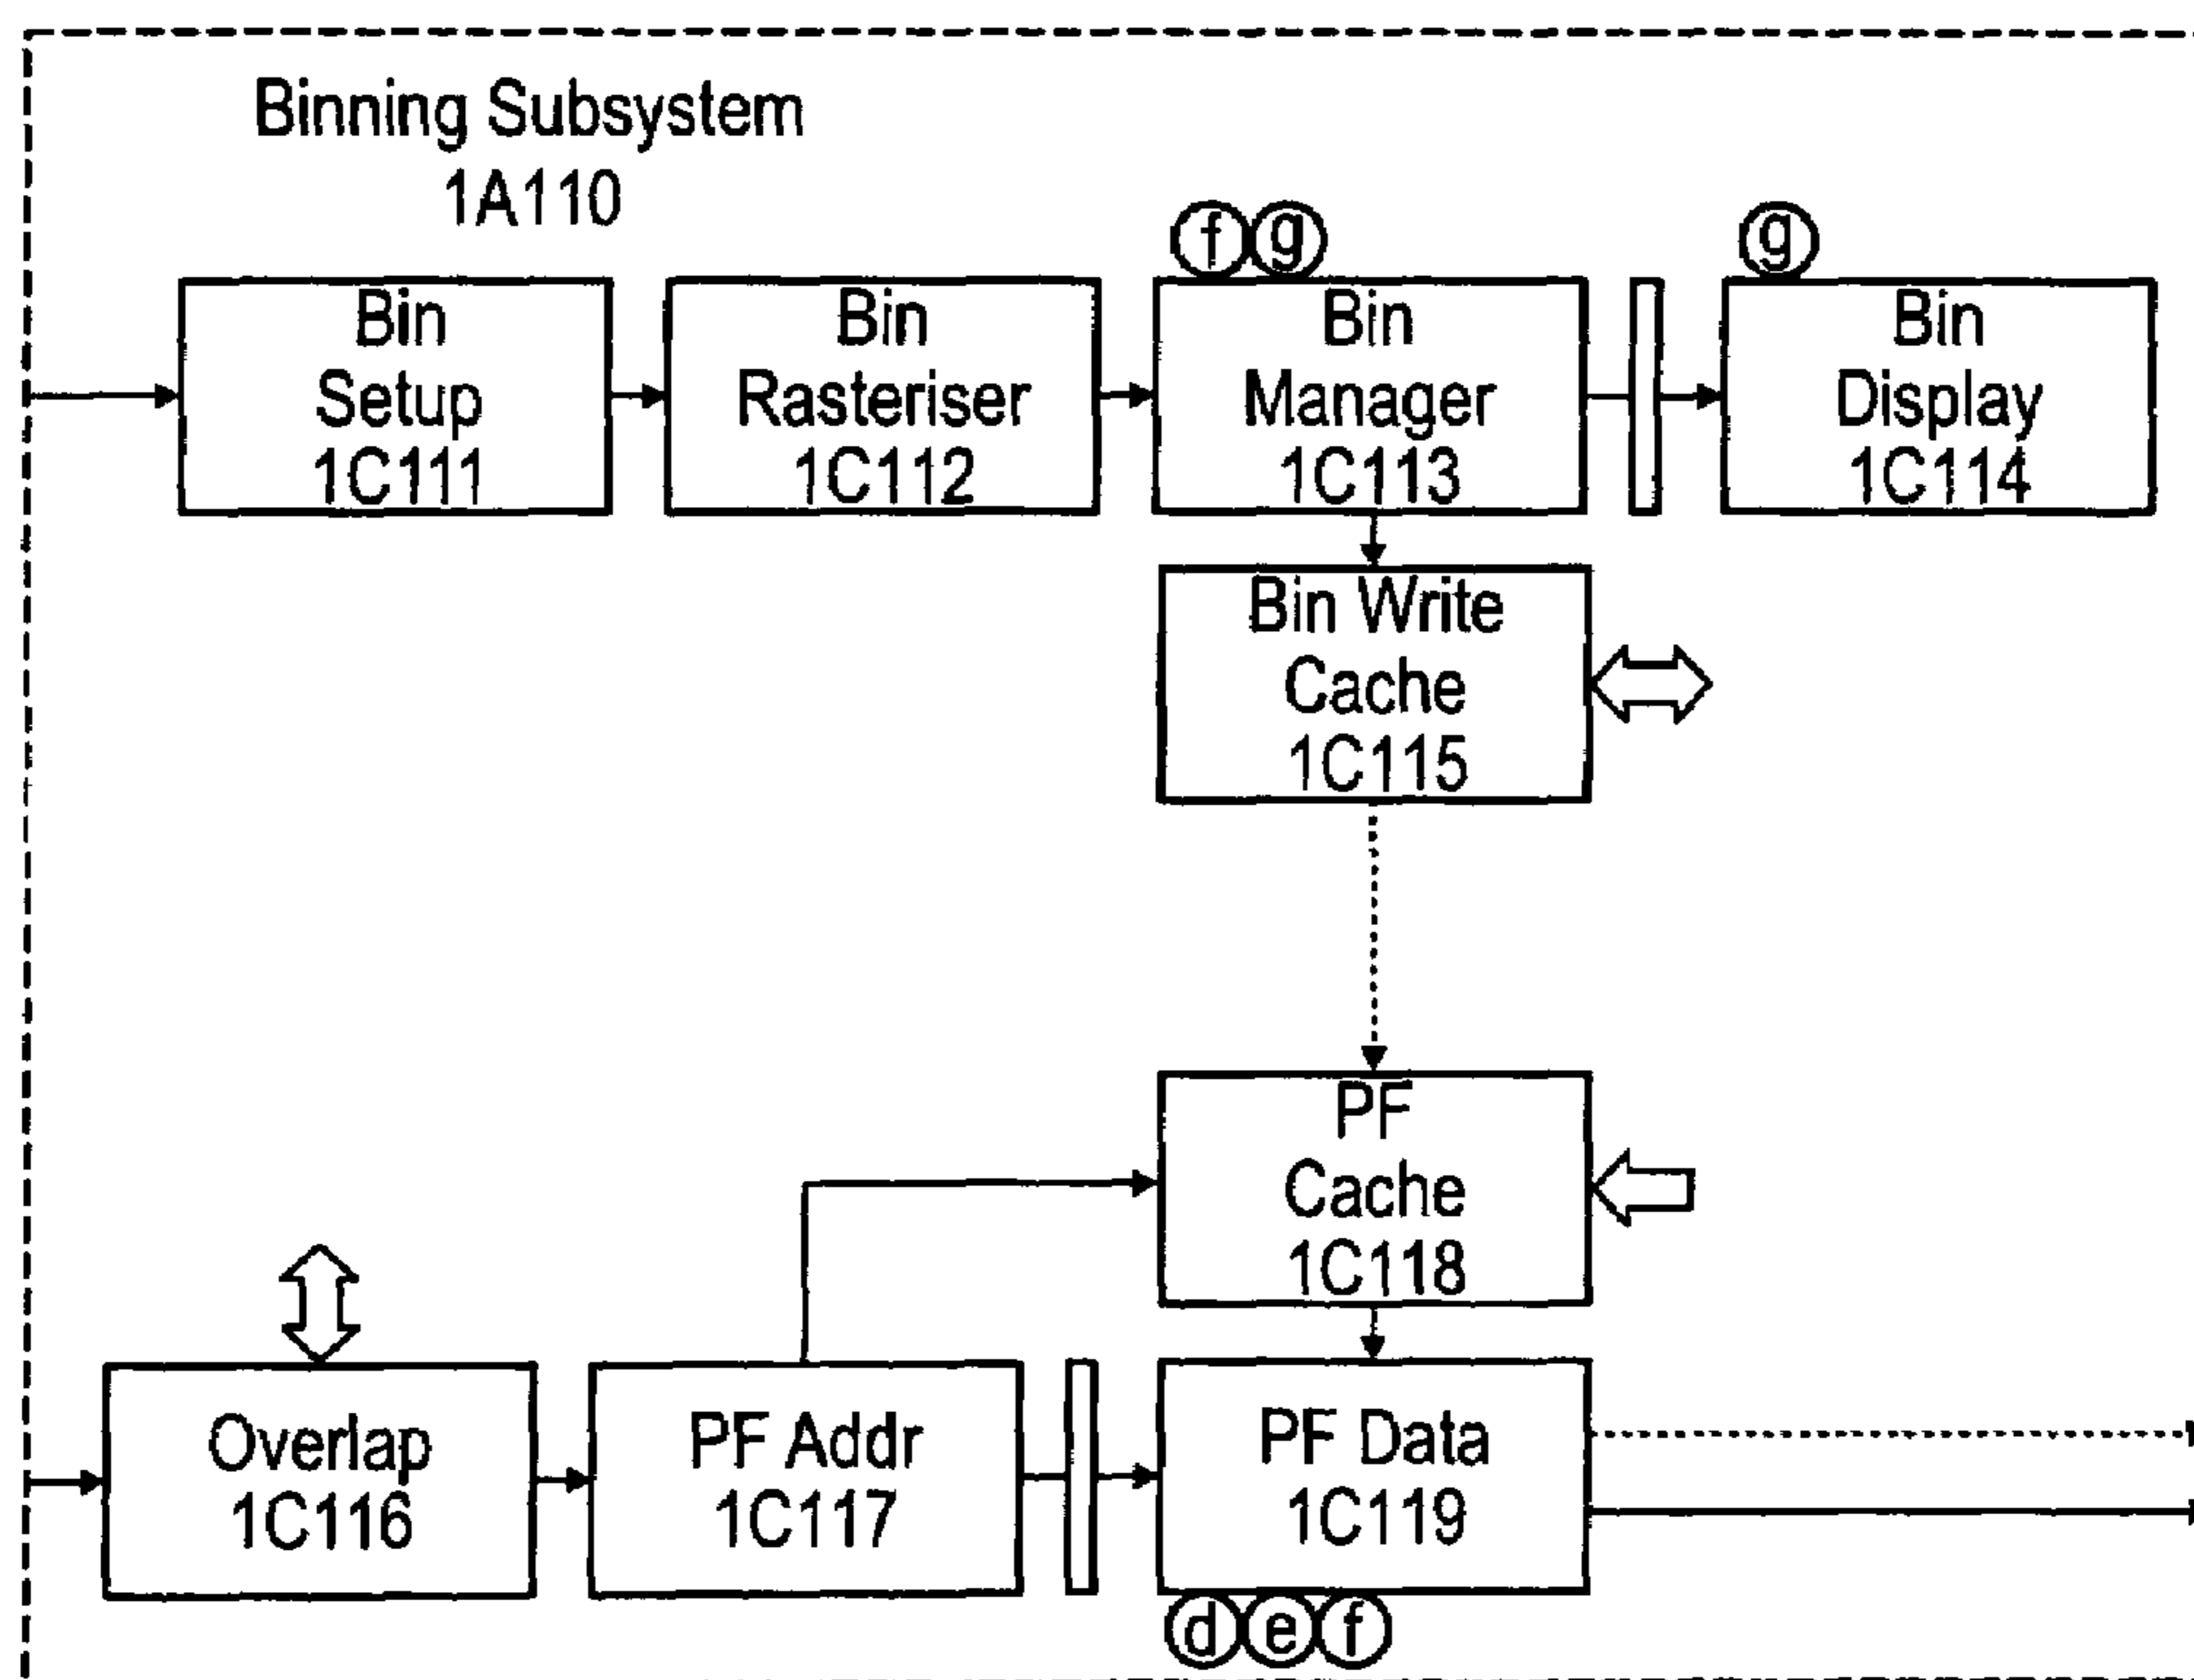 Binning Subsystem
1A110
f g
g
Bin
Setup
1C111
Bin
Rasteriser
1C112
Bin
Manager
1C113
Bin
Display
1C114
Bin Write
Cache
1C115
PF
Cache
1C118
Overlap
1C116
PF Addr
1C117
PF Data
1C119
d e f